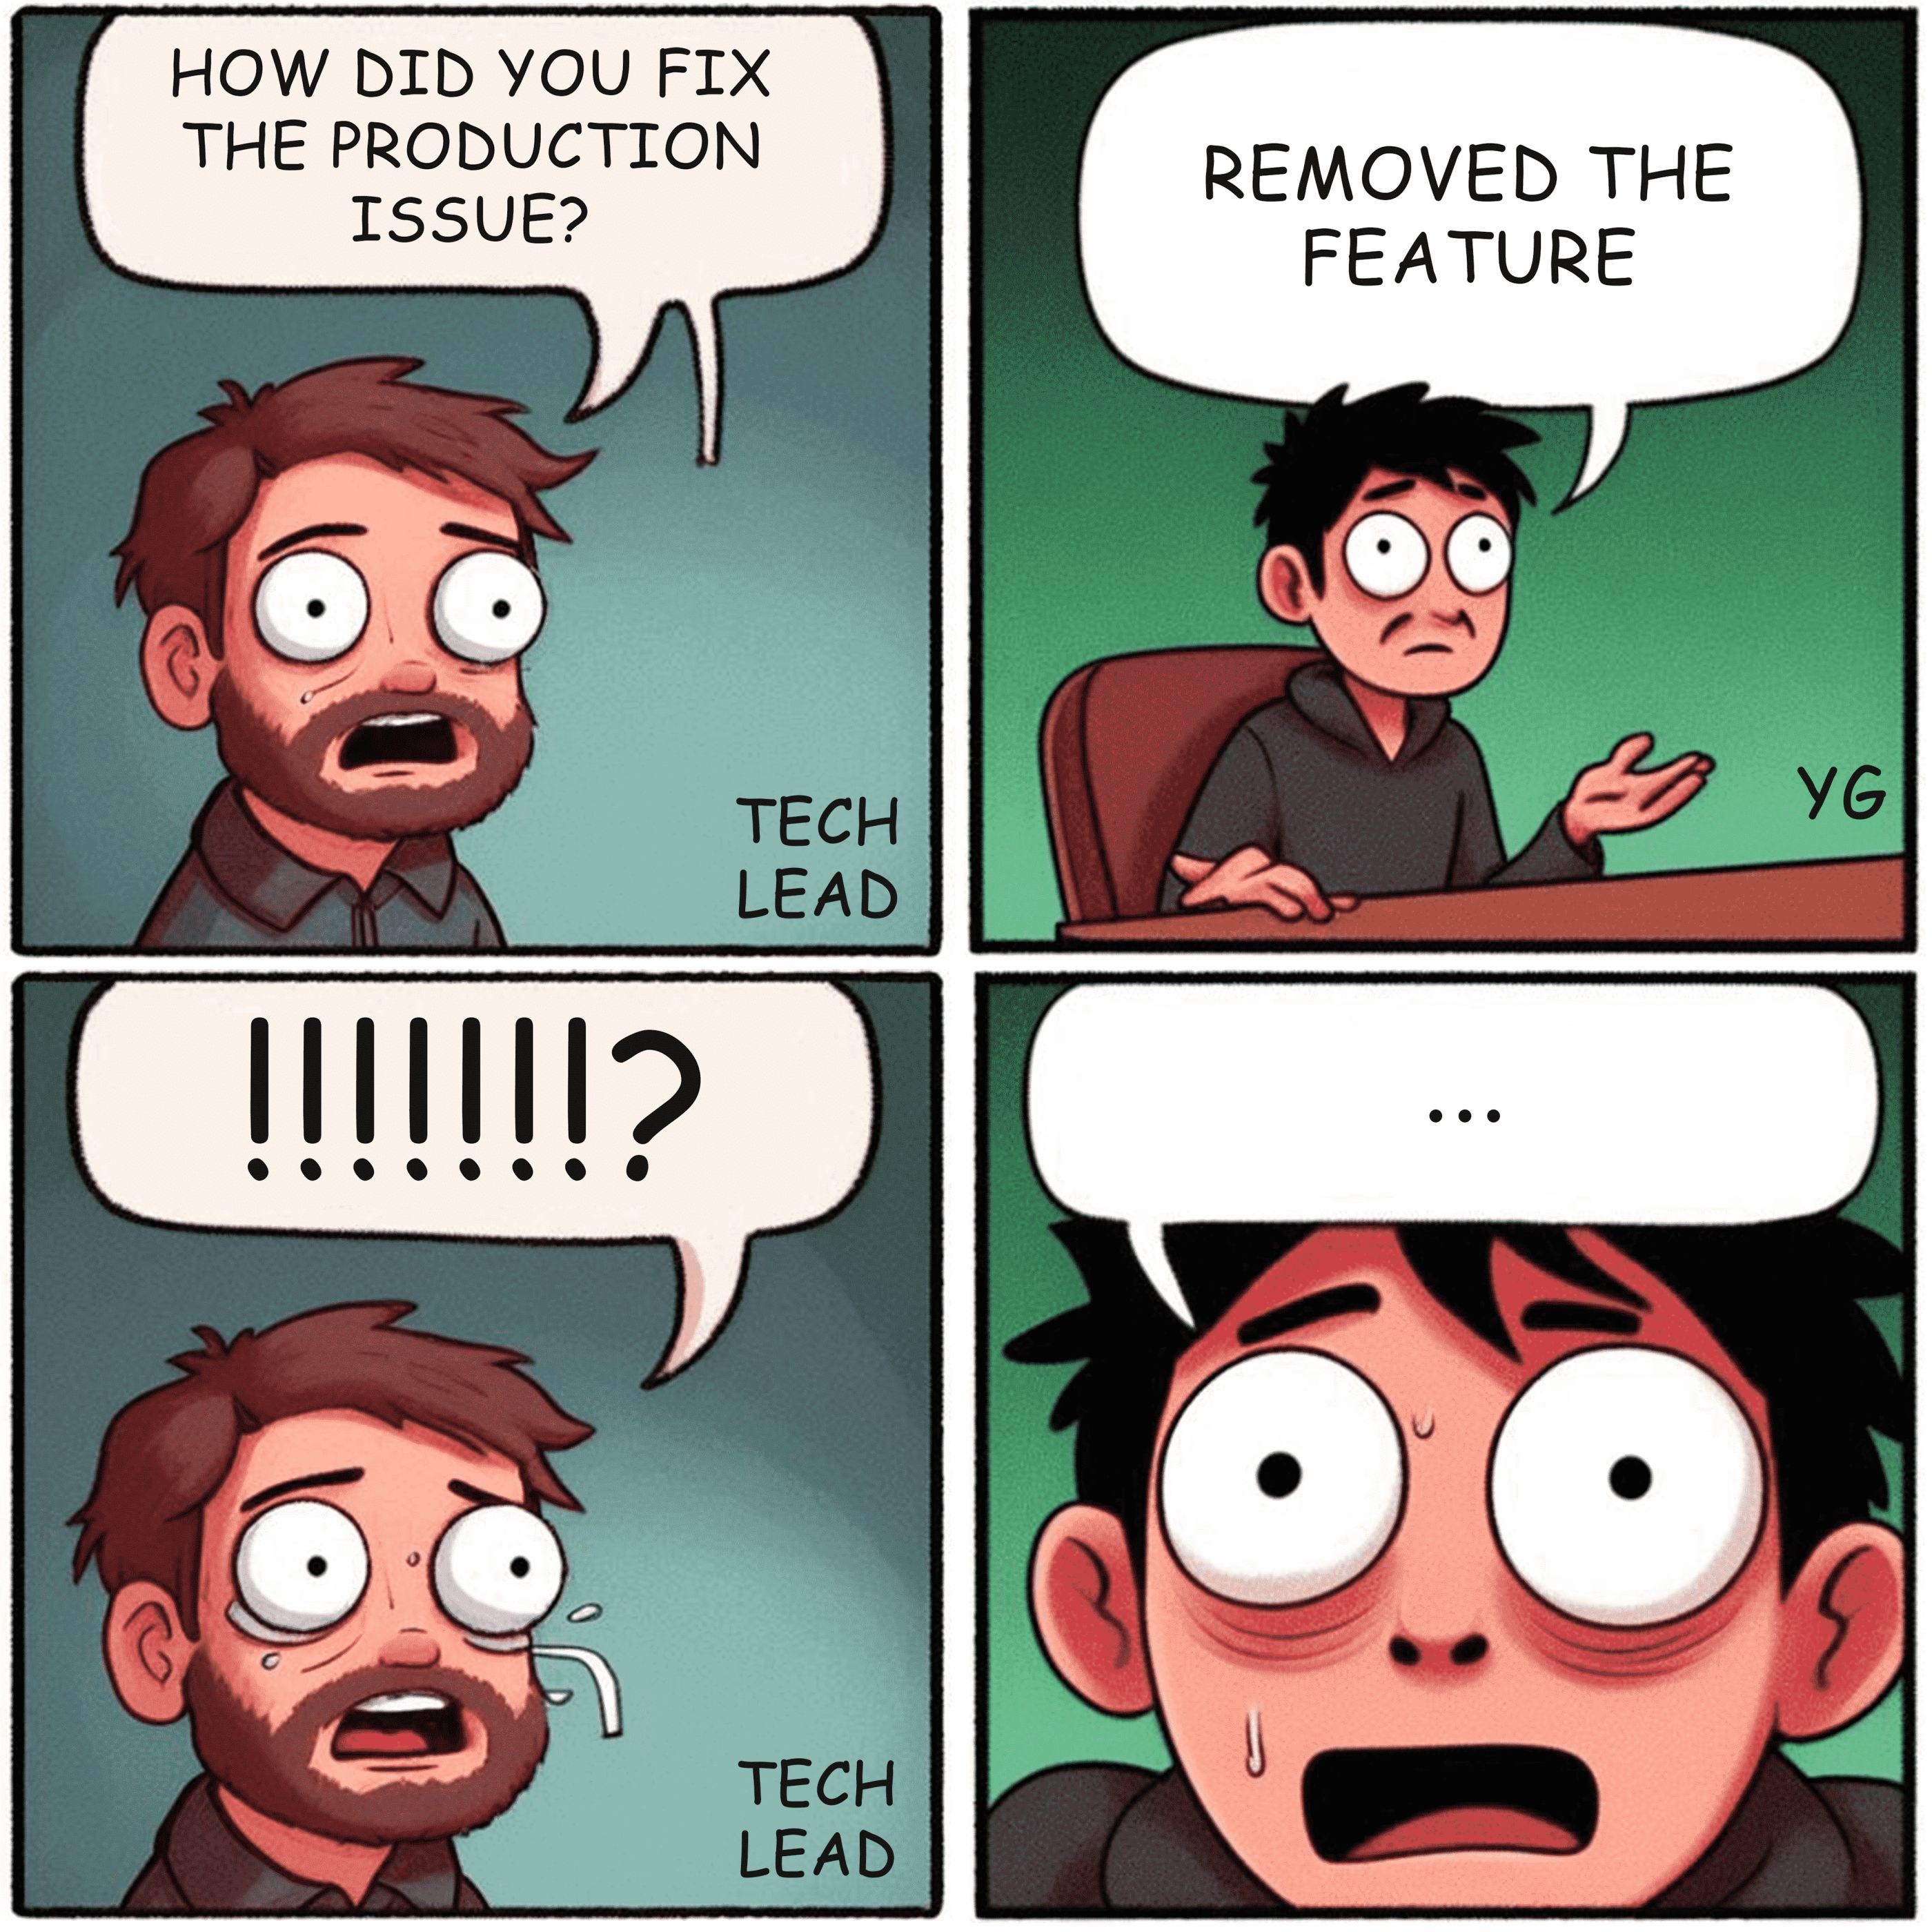 HOW DID YOU FIX
THE PRODUCTION
ISSUE?
TECH
LEAD
REMOVED THE
FEATURE
YG
!!!!!!!?
TECH
LEAD
...